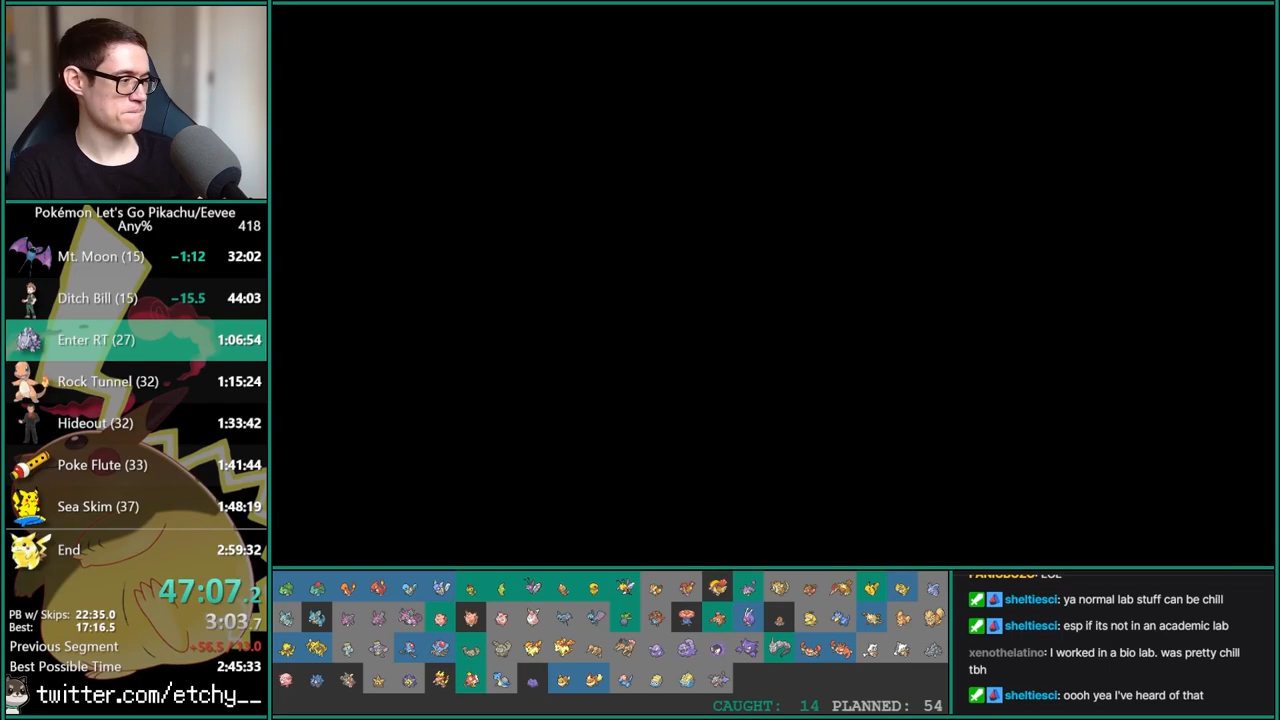 Pokémon Let's Go Pikachu/Eevee
Any% 418
Mt. Moon (15) −1:12 32:02
Ditch Bill (15) −15.5 44:03
Enter RT (27) 1:06:54
Rock Tunnel (32) 1:15:24
Hideout (32) 1:33:42
Poke Flute (33) 1:41:44
Sea Skim (37) 1:48:19
End 2:59:32
47:07.2
PB w/ Skips: 22:35.0
Best: 17:16.5 3:03.7
Previous Segment
Best Possible Time 2:45:33
twitter.com/etchy__
CAUGHT: 14 PLANNED: 54
sheltiesci: ya normal lab stuff can be chill
sheltiesci: esp if its not in an academic lab
xenothelatino: I worked in a bio lab. was pretty chill
tbh
sheltiesci: oooh yea I've heard of that